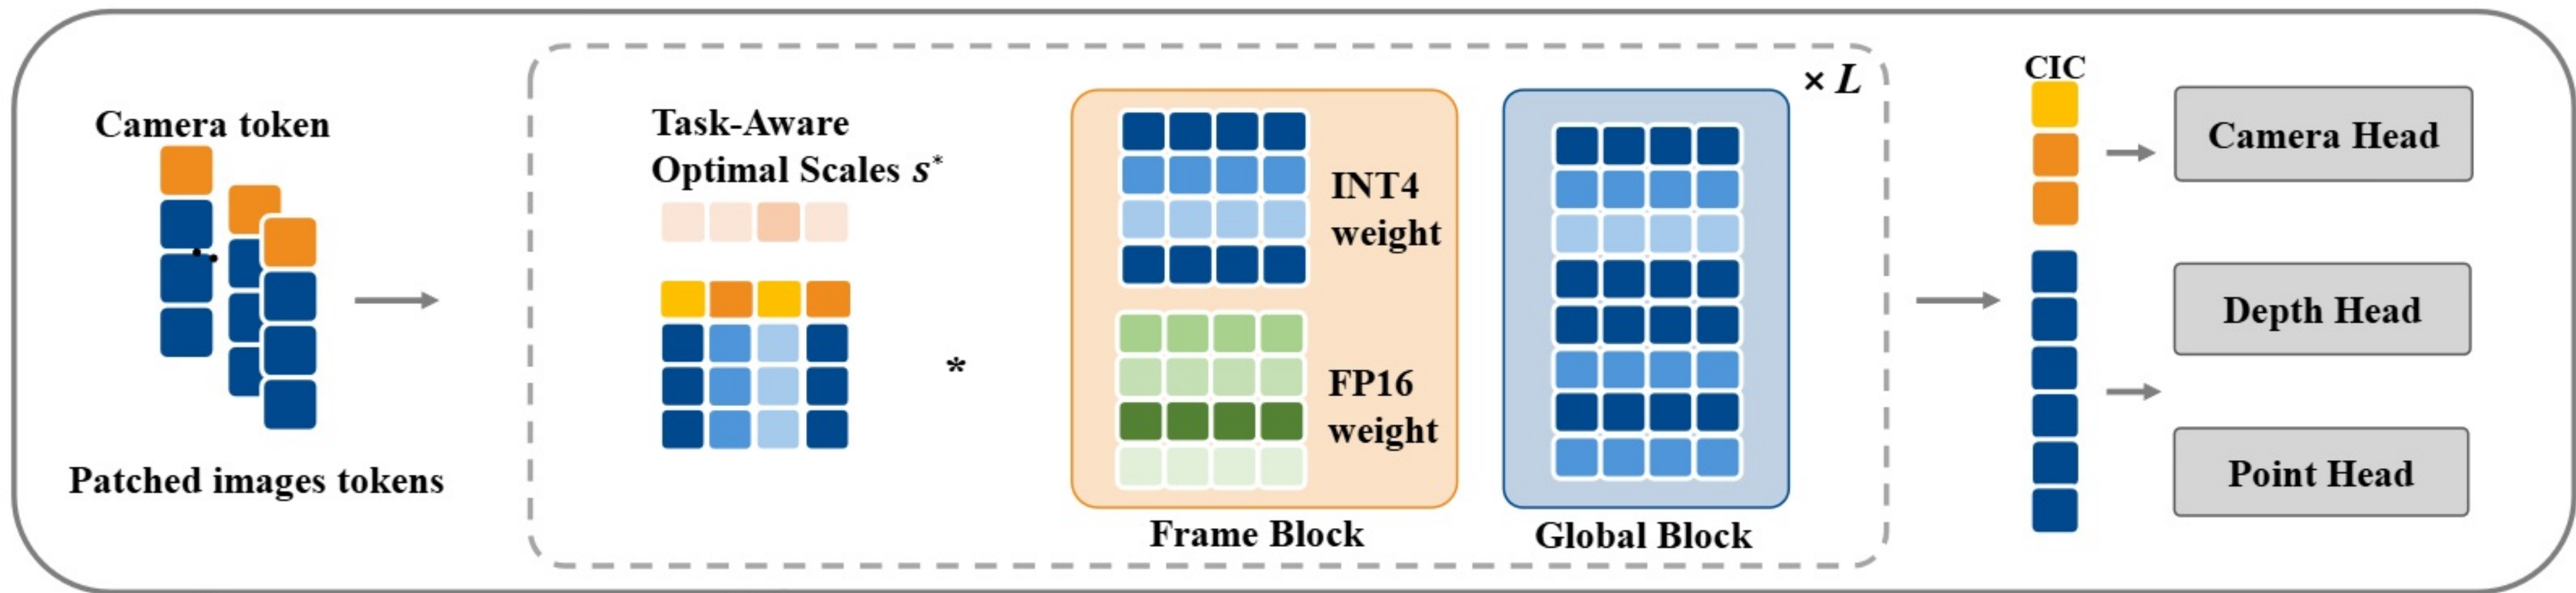 Camera token
Patched images tokens
Task-Aware
Optimal Scales s*
*
INT4
weight
FP16
weight
Frame Block
Global Block
× L
CIC
Camera Head
Depth Head
Point Head